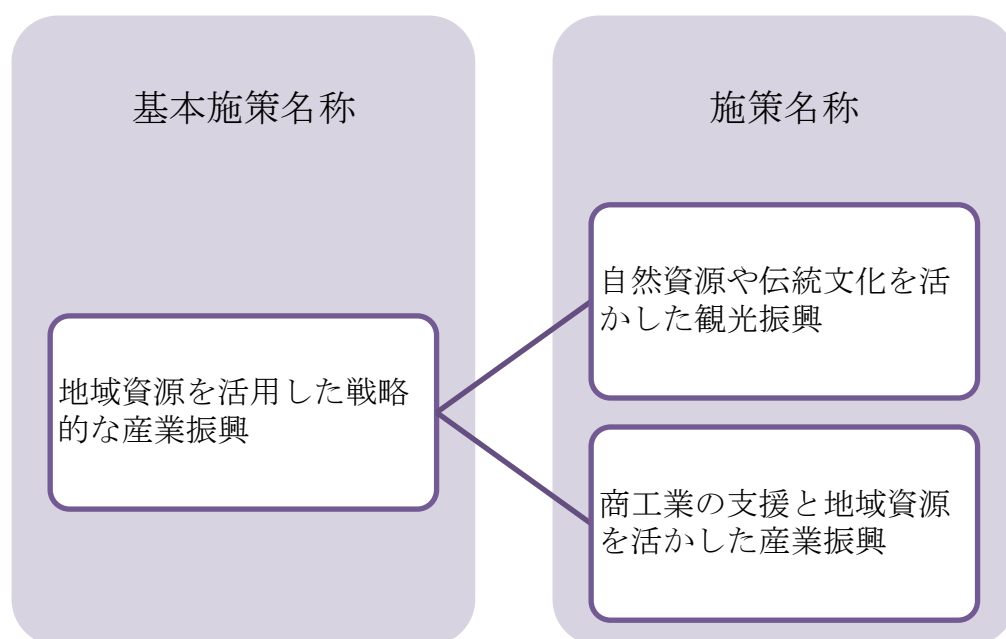 基本施策名称
地域資源を活用した戦略
的な産業振興
施策名称
自然資源や伝統文化を活
かした観光振興
商工業の支援と地域資源
を活かした産業振興